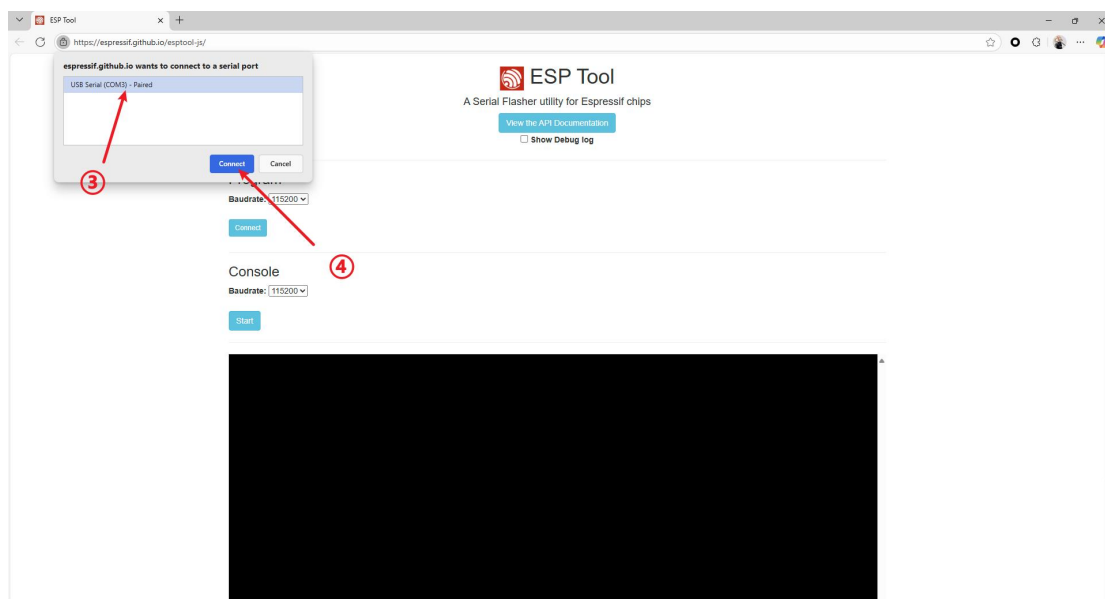 ESP Tool
https://espressif.github.io/esptool-js/
espressif.github.io wants to connect to a serial port
USB Serial (COM3) - Paired
Connect Cancel
③
④
ESP Tool
A Serial Flasher utility for Espressif chips
View the API Documentation
Show Debug log
Program
Baudrate: 115200
Connect
Console
Baudrate: 115200
Start